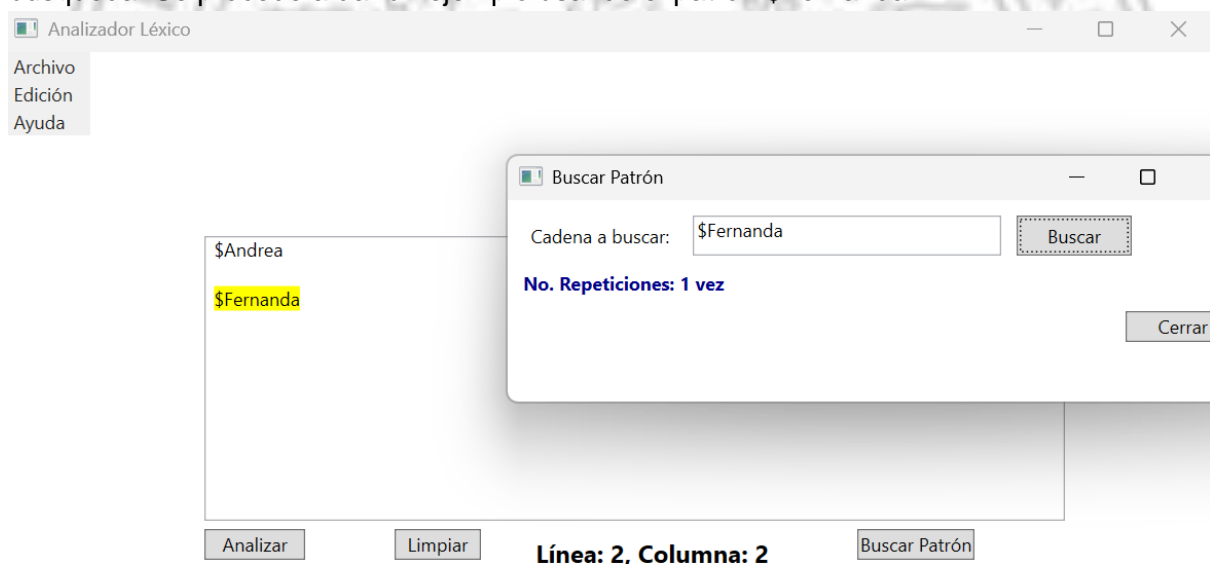 Analizador Léxico
Archivo
Edición
Ayuda
Buscar Patrón
Cadena a buscar: $Fernanda Buscar
No. Repeticiones: 1 vez
Cerrar
$Andrea
$Fernanda
Analizar Limpiar Línea: 2, Columna: 2 Buscar Patrón